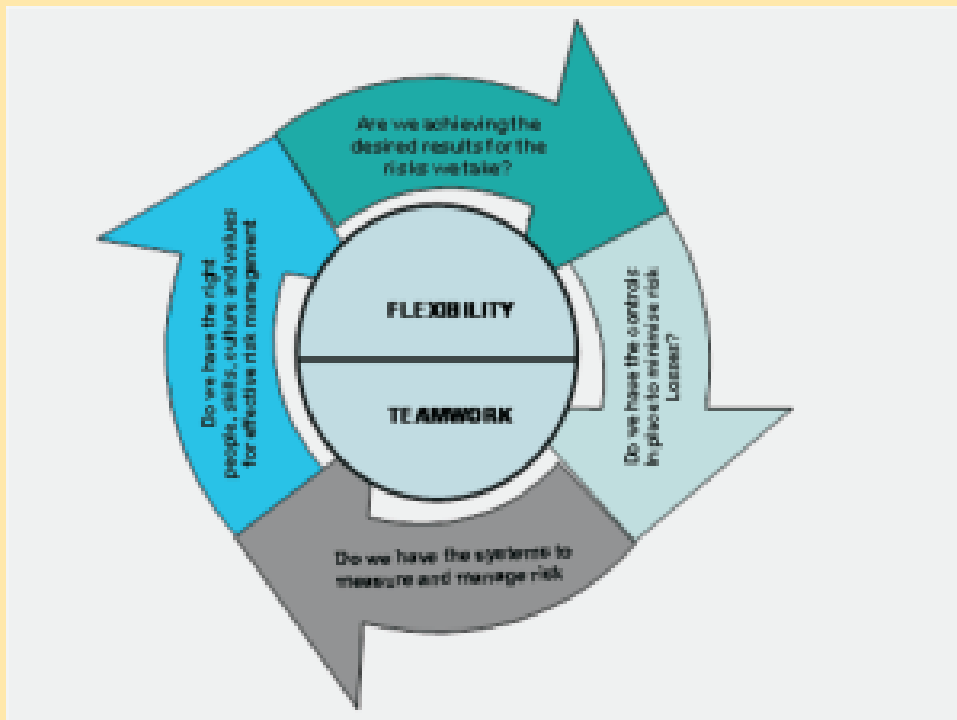 Are we achieving the
desired results for the
risks we take?
Do we have the controls
in place to minimise risk
Losses?
Do we have the systems to
measure and manage risk
Do we have the right
people, skills, culture and values
for effective risk management
FLEXIBILITY
TEAMWORK